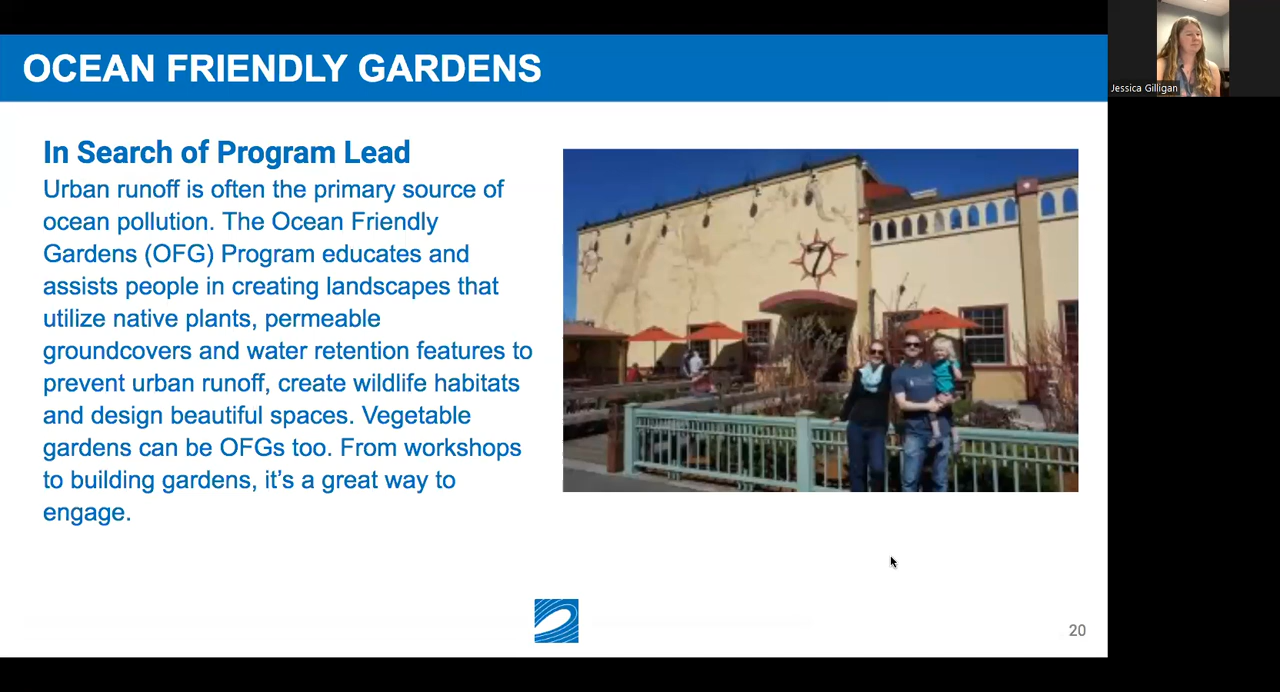 OCEAN FRIENDLY GARDENS
Jessica Gilligan
In Search of Program Lead
Urban runoff is often the primary source of
ocean pollution. The Ocean Friendly
Gardens (OFG) Program educates and
assists people in creating landscapes that
utilize native plants, permeable
groundcovers and water retention features to
prevent urban runoff, create wildlife habitats
and design beautiful spaces. Vegetable
gardens can be OFGs too. From workshops
to building gardens, it's a great way to
engage.
7
20